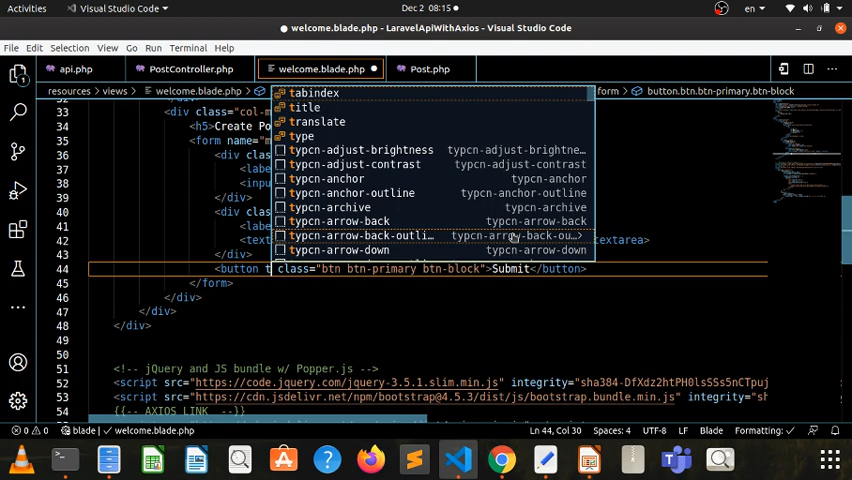 Activities Visual Studio Code Dec 2 08:15 en
welcome.blade.php - LaravelApiWithAxios - Visual Studio Code
File Edit Selection View Go Run Terminal Help
api.php PostController.php welcome.blade.php Post.php
resources > views > welcome.blade.php > form > button.btn.btn-primary.btn-block
33 <div class="col-m
34 <h5>Create Po
35 <form name="m
36 <div clas
37 <label
38 <input
39 </div>
40 <div clas
41 <label
42 <text extarea>
43 </div>
44 <button t class="btn btn-primary btn-block">Submit</button>
45 </form>
46 </div>
47 </div>
48 </div>
49
50
51 <!-- jQuery and JS bundle w/ Popper.js -->
52 <script src="https://code.jquery.com/jquery-3.5.1.slim.min.js" integrity="sha384-DfXdz2htPH0lsSSs5nCTpuj
53 <script src="https://cdn.jsdelivr.net/npm/bootstrap@4.5.3/dist/js/bootstrap.bundle.min.js" integrity="sh
54 {{-- AXIOS LINK --}}
tabindex
title
translate
type
typcn-adjust-brightness typcn-adjust-brightne...
typcn-adjust-contrast typcn-adjust-contrast
typcn-anchor typcn-anchor
typcn-anchor-outline typcn-anchor-outline
typcn-archive typcn-archive
typcn-arrow-back typcn-arrow-back
typcn-arrow-back-outli... typcn-arrow-back-ou...>
typcn-arrow-down typcn-arrow-down
0 0 blade welcome.blade.php Ln 44, Col 30 Spaces: 4 UTF-8 LF Blade Formatting: